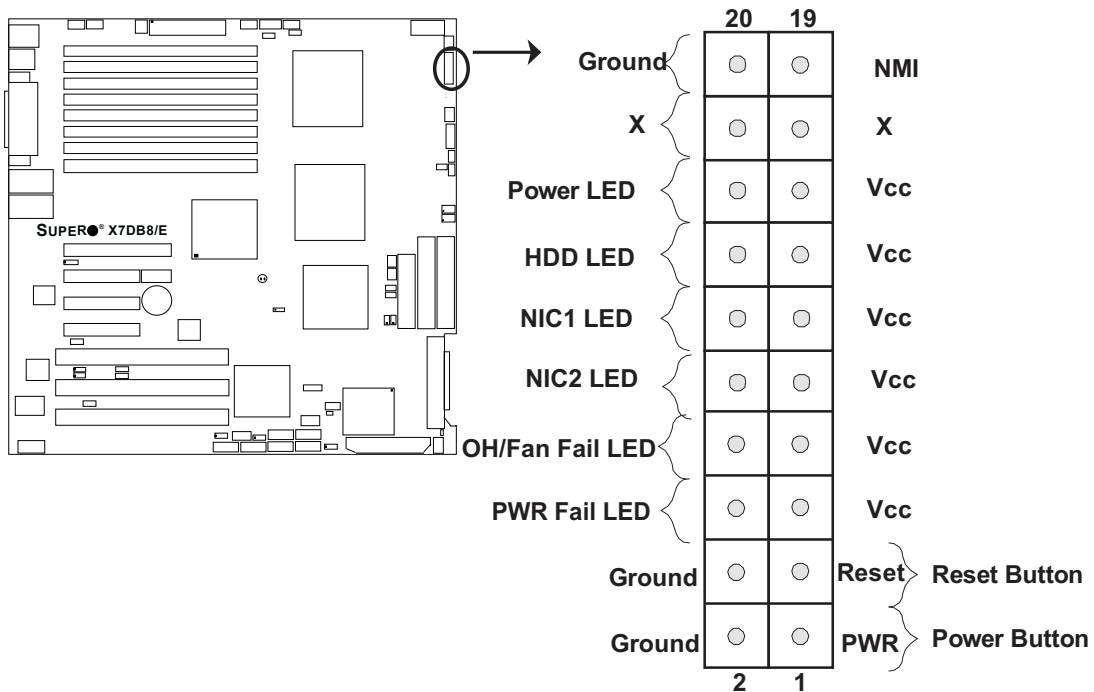 20 19
Ground NMI
X X
Power LED Vcc
HDD LED Vcc
NIC1 LED Vcc
NIC2 LED Vcc
OH/Fan Fail LED Vcc
PWR Fail LED Vcc
Ground Reset Reset Button
Ground PWR Power Button
2 1
SUPER● ® X7DB8/E